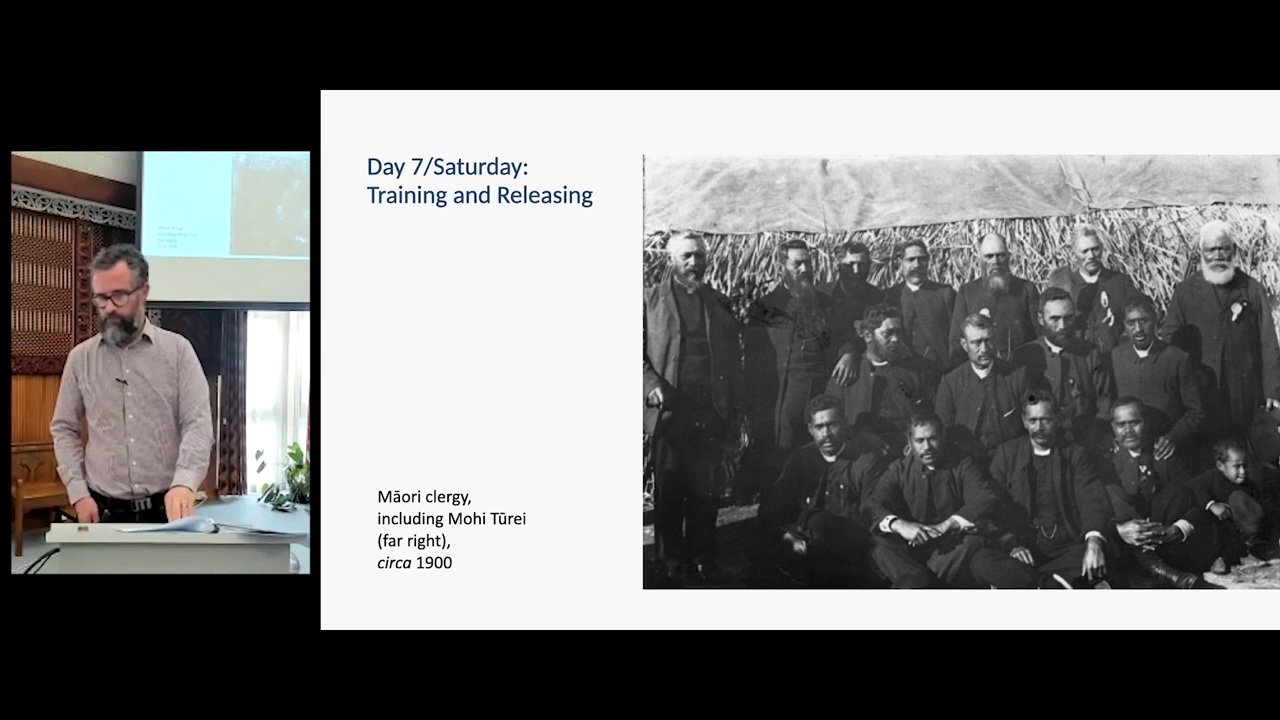 Day 7/Saturday:
Training and Releasing
Māori clergy,
including Mohi Tūrei
(far right),
circa 1900